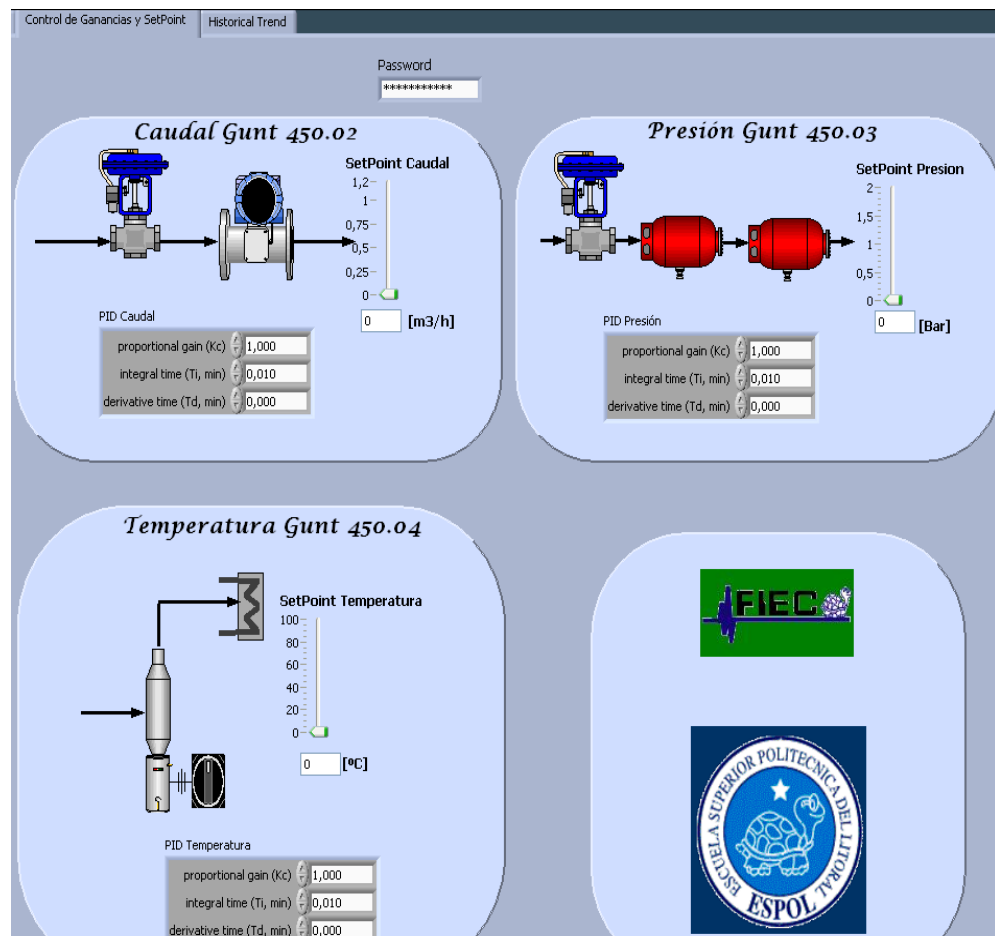 Control de Ganancias y SetPoint
Historical Trend
Password
***********
Caudal Gunt 450.02
SetPoint Caudal
1,2
1
0,75
0,5
0,25
0
0 [m3/h]
PID Caudal
proportional gain (Kc) 1,000
integral time (Ti, min) 0,010
derivative time (Td, min) 0,000
Presión Gunt 450.03
SetPoint Presion
2
1,5
1
0,5
0
0 [Bar]
PID Presión
proportional gain (Kc) 1,000
integral time (Ti, min) 0,010
derivative time (Td, min) 0,000
Temperatura Gunt 450.04
SetPoint Temperatura
100
80
60
40
20
0
0 [ºC]
PID Temperatura
proportional gain (Kc) 1,000
integral time (Ti, min) 0,010
derivative time (Td, min) 0,000
FIEC
ESCUELA SUPERIOR POLITECNICA DEL LITORAL
ESPOL